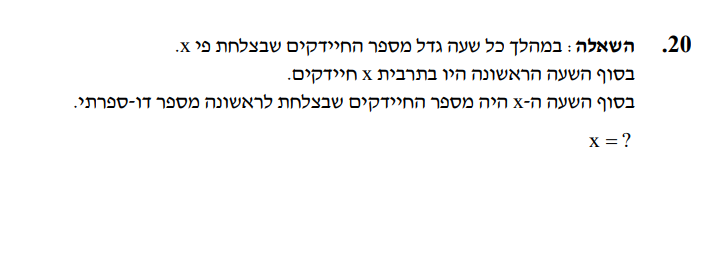 20. השאלה : במהלך כל שעה גדל מספר החיידקים שבצלחת פי x.
בסוף השעה הראשונה היו בתרבית x חיידקים.
בסוף השעה ה-x היה מספר החיידקים שבצלחת לראשונה מספר דו-ספרתי.
x = ?